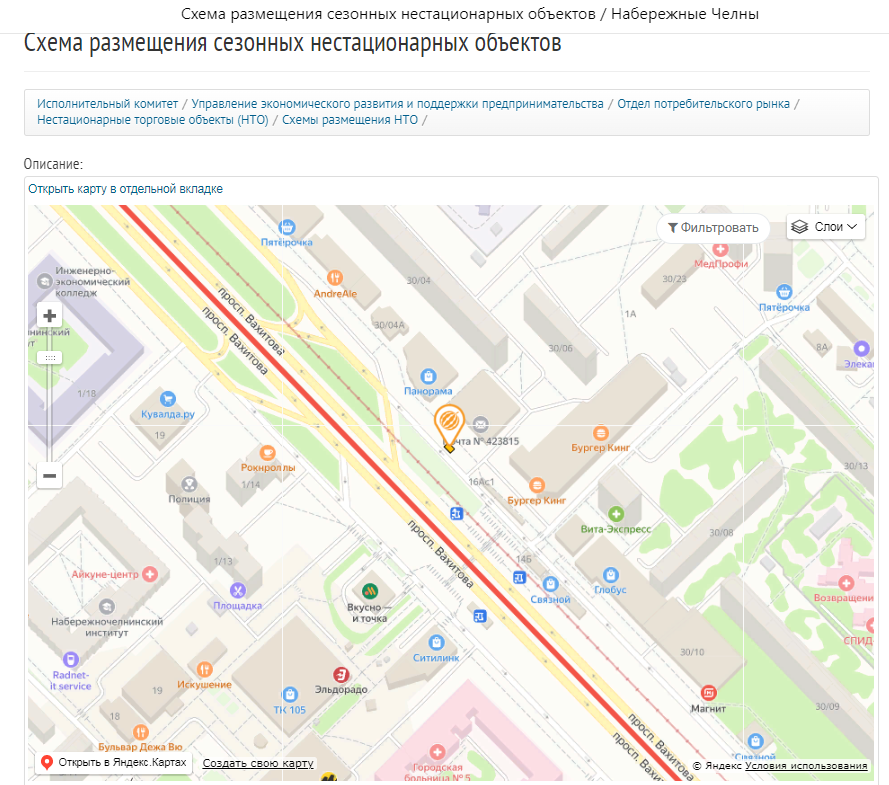 Схема размещения сезонных нестационарных объектов / Набережные Челны
Схема размещения сезонных нестационарных объектов
Исполнительный комитет / Управление экономического развития и поддержки предпринимательства / Отдел потребительского рынка /
Нестационарные торговые объекты (НТО) / Схемы размещения НТО /
Описание:
Открыть карту в отдельной вкладке
Фильтровать
Слои
Пятёрочка
МедПрофи
Инженерно-
экономический
колледж
AndreAle
30/04
30/23
Пятёрочка
просп. Вахитова
просп. Вахитова
30/04А
1А
30/06
8А
Панорама
1/18
Кувалда.ру
19
чта № 423815
Бургер Кинг
Рокнроллы
1/14
Полиция
16Ас1
Бургер Кинг
30/13
Вита-Экспресс
30/08
просп. Вахитова
1/13
14Б
Айкуне-центр
Площадка
Связной
Глобус
Вкусно —
и точка
Набережночелнинский
институт
Ситилинк
СПИД
30/10
Radnet-
it service
19
Искушение
Эльдорадо
ТК 105
Магнит
30/09
18
Бульвар Дежа Вю
просп. Вахитова
просп. Вахитова
Связной
Городская
больница № 5
Открыть в Яндекс.Картах
Создать свою карту
© Яндекс Условия использования